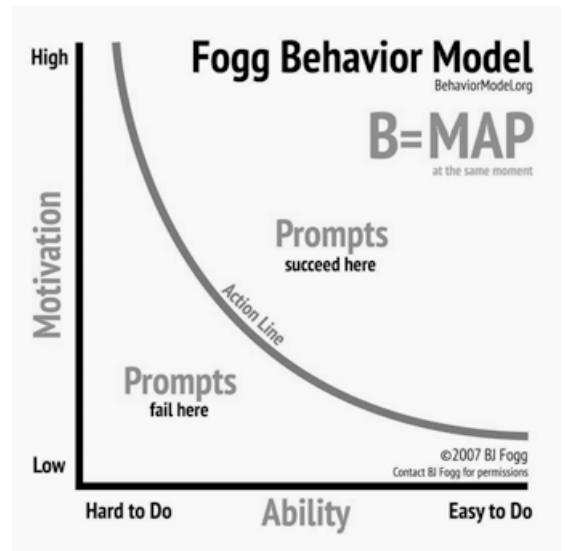 High
Fogg Behavior Model
BehaviorModel.org
B=MAP
at the same moment
Motivation
Prompts
succeed here
Action Line
Prompts
fail here
Low
©2007 BJ Fogg
Contact BJ Fogg for permissions
Hard to Do
Ability
Easy to Do